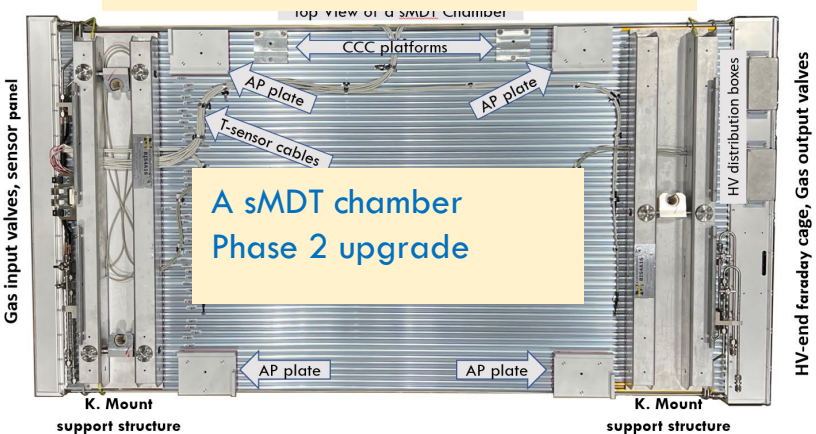 Top View of a sMDT Chamber
CCC platforms
AP plate
AP plate
T-sensor cables
HV distribution boxes
Gas input valves, sensor panel
HV-end faraday cage, Gas output valves
A sMDT chamber
Phase 2 upgrade
AP plate
AP plate
K. Mount
support structure
K. Mount
support structure